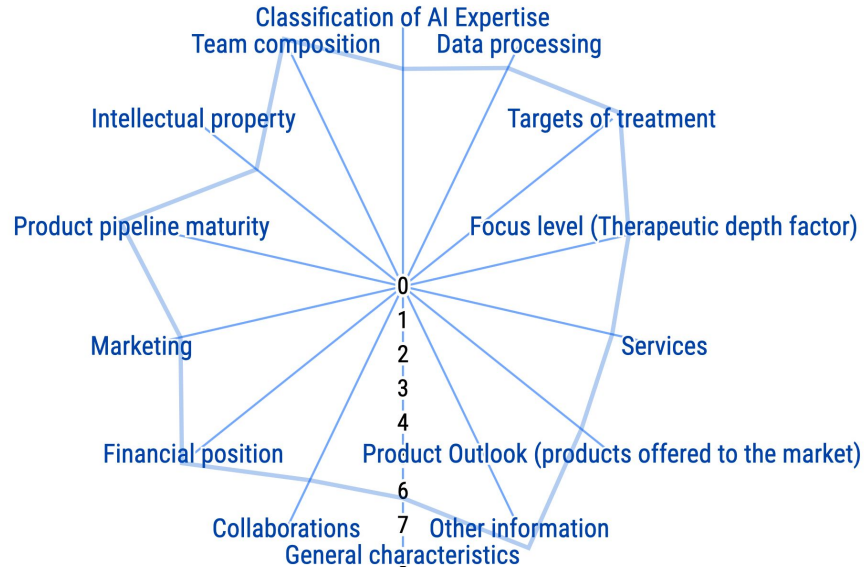 Classification of AI Expertise
Team composition
Data processing
Intellectual property
Targets of treatment
Product pipeline maturity
Focus level (Therapeutic depth factor)
0
1
Marketing
Services
2
3
4
Financial position
Product Outlook (products offered to the market)
6
7
Collaborations
Other information
General characteristics